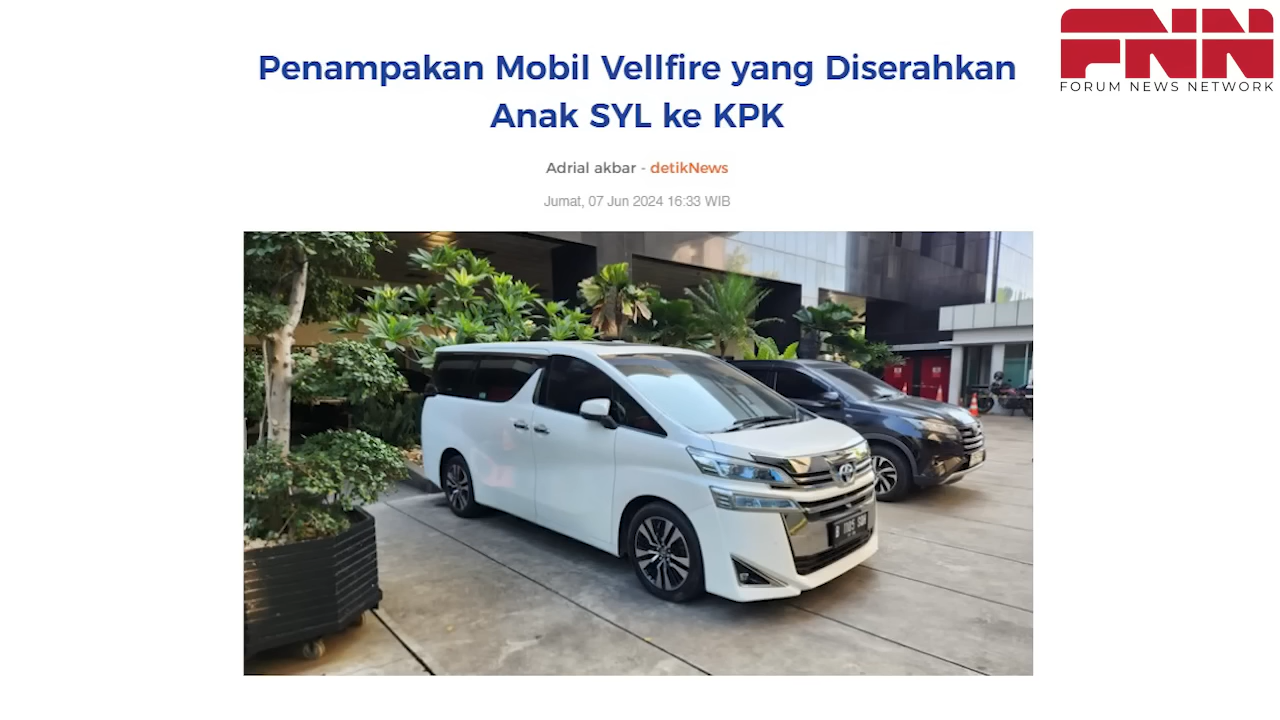 FNN
FORUM NEWS NETWORK
Penampakan Mobil Vellfire yang Diserahkan
Anak SYL ke KPK
Adrial akbar - detikNews
Jumat, 07 Jun 2024 16:33 WIB